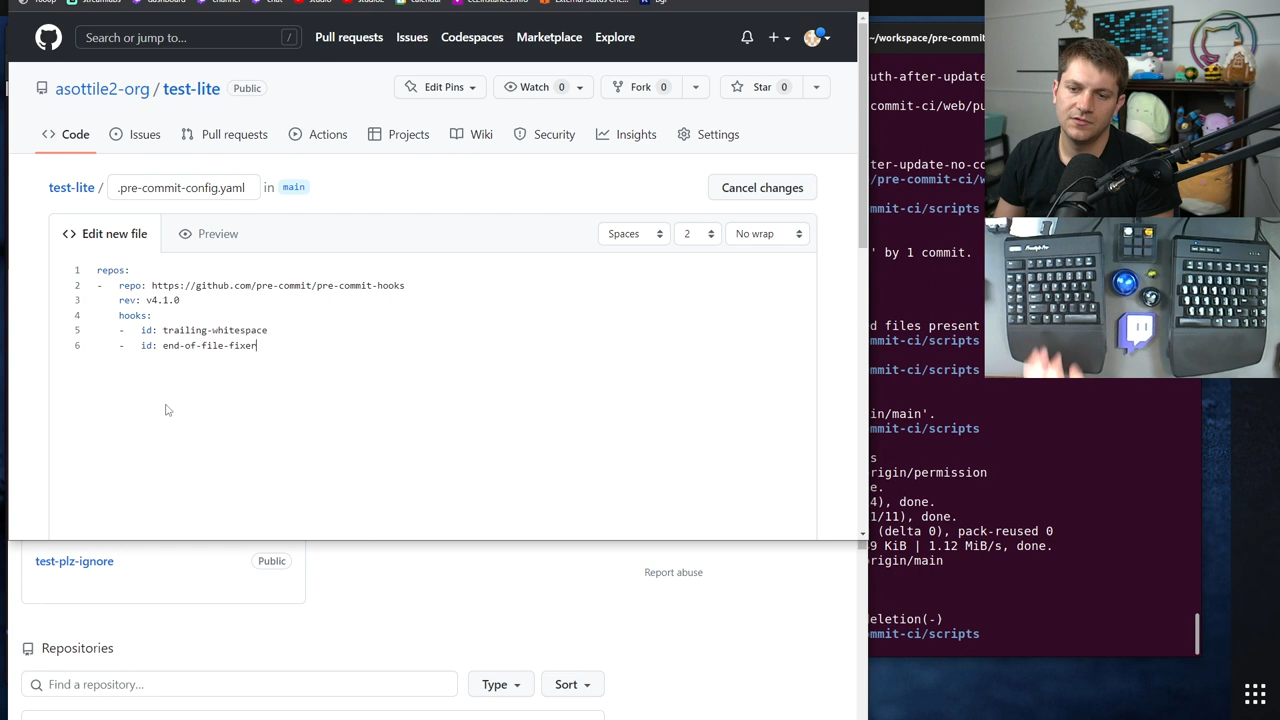 Search or jump to...
/
Pull requests
Issues
Codespaces
Marketplace
Explore
asottile2-org / test-lite
Public
Edit Pins
Watch 0
Fork 0
Star 0
Code
Issues
Pull requests
Actions
Projects
Wiki
Security
Insights
Settings
test-lite / .pre-commit-config.yaml in main
Cancel changes
Edit new file
Preview
Spaces
2
No wrap
1 repos:
2 - repo: https://github.com/pre-commit/pre-commit-hooks
3 rev: v4.1.0
4 hooks:
5 - id: trailing-whitespace
6 - id: end-of-file-fixer
test-plz-ignore
Public
Report abuse
Repositories
Find a repository...
Type
Sort
~/workspace/pre-commit
uth-after-update
commit-ci/web/pu
ter-update-no-co
/pre-commit-ci/w
mmit-ci/scripts
' by 1 commit.
d files present
ommit-ci/scripts
ommit-ci/scripts
in/main'.
mmit-ci/scripts
s
rigin/permission
e.
4), done.
1/11), done.
(delta 0), pack-reused 0
9 KiB | 1.12 MiB/s, done.
origin/main
deletion(-)
mmit-ci/scripts